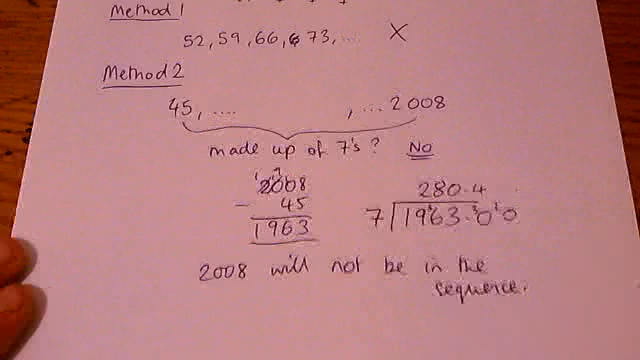 Method 1
52, 59, 66, 73, ....
X
Method 2
45, .... , ... 2008
made up of 7's? NO
2008
- 45
1963
280.4
7 1963.00
2008 will not be in the
sequence.